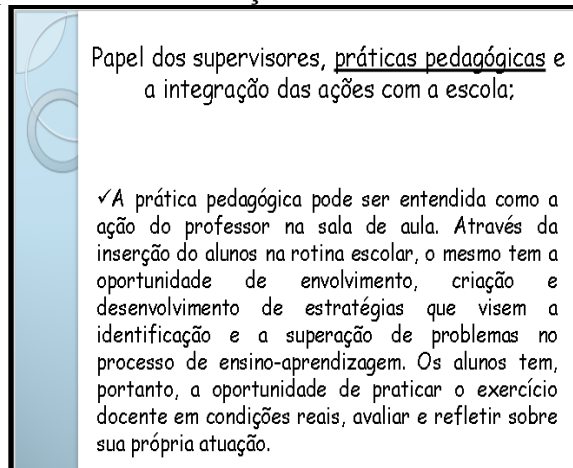 Papel dos supervisores, práticas pedagógicas e
a integração das ações com a escola;
✓A prática pedagógica pode ser entendida como a
ação do professor na sala de aula. Através da
inserção do alunos na rotina escolar, o mesmo tem a
oportunidade de envolvimento, criação e
desenvolvimento de estratégias que visem a
identificação e a superação de problemas no
processo de ensino-aprendizagem. Os alunos tem,
portanto, a oportunidade de praticar o exercício
docente em condições reais, avaliar e refletir sobre
sua própria atuação.